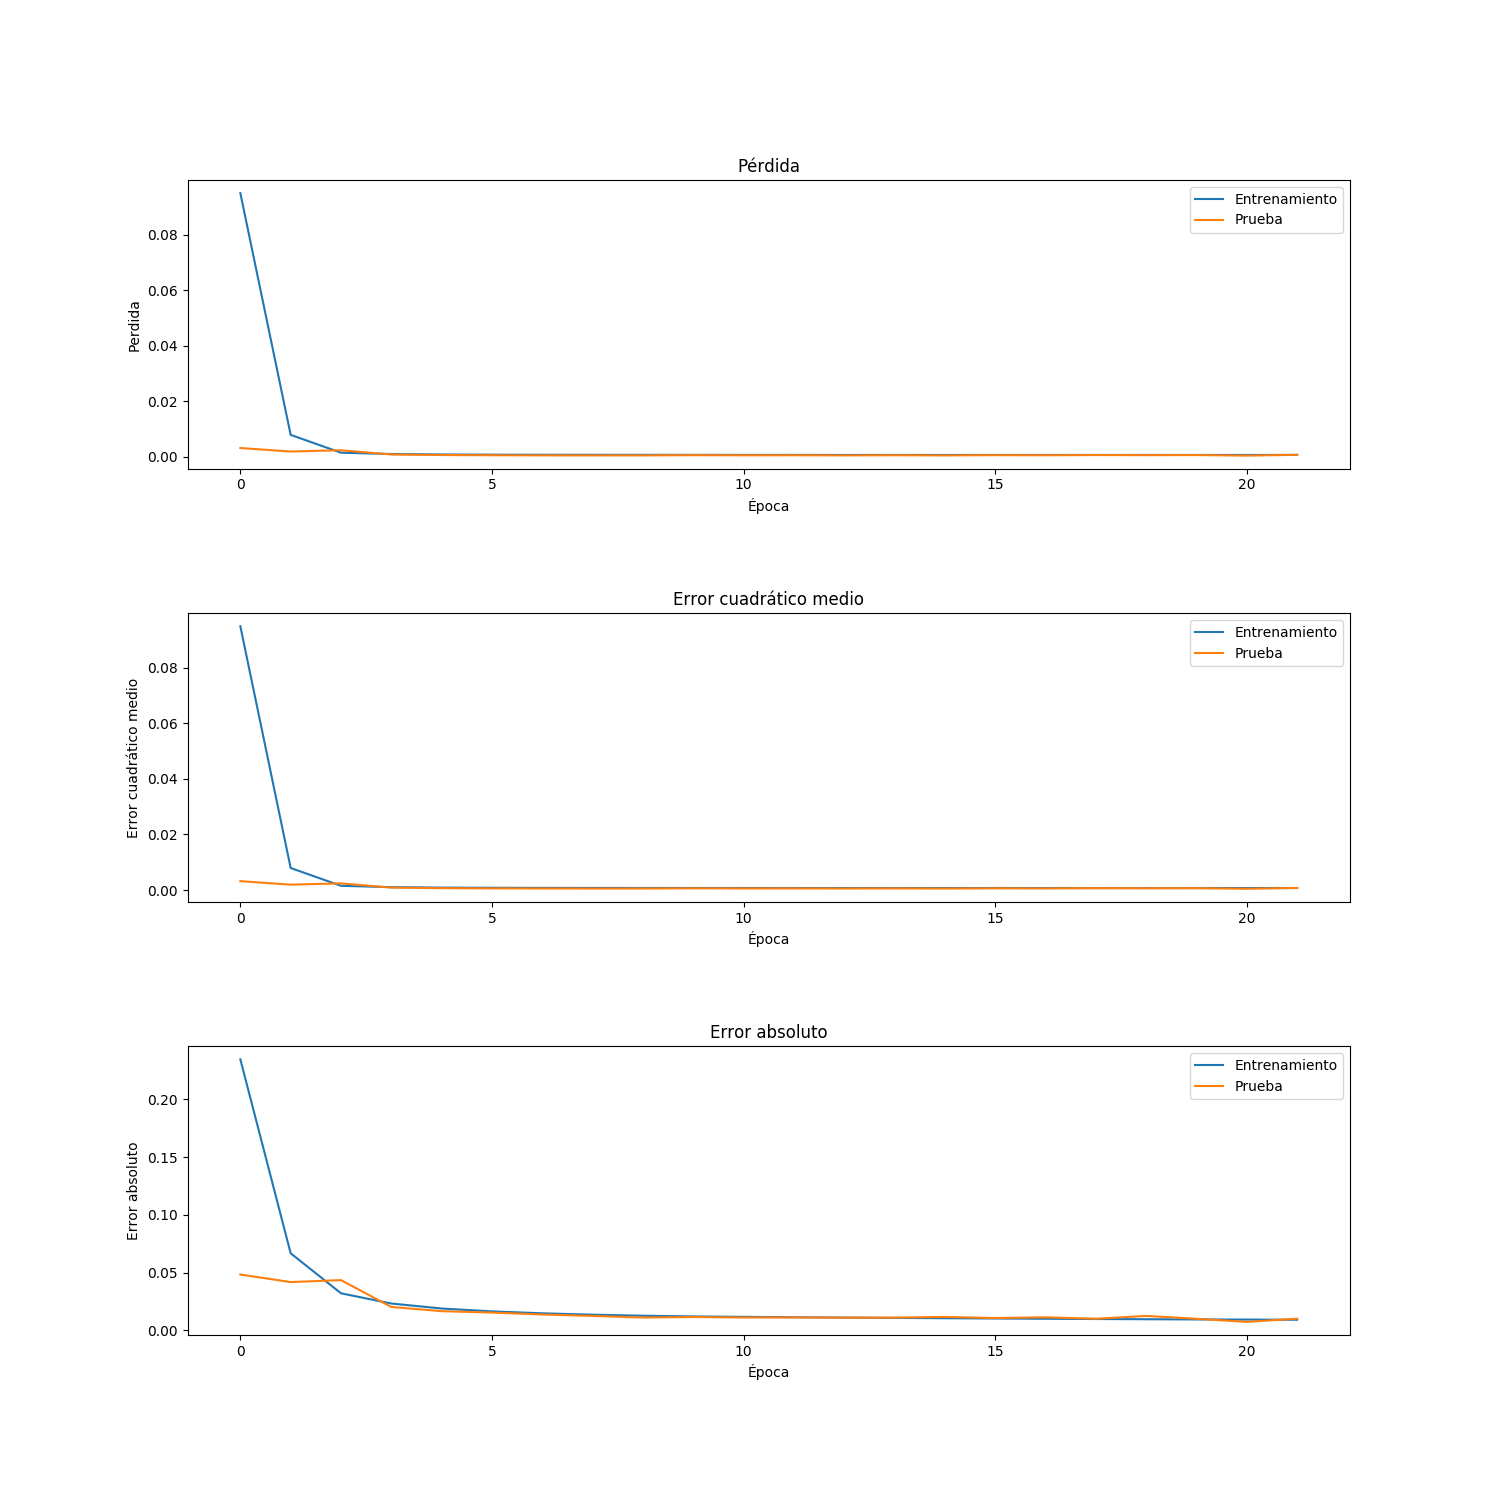 Pérdida
Entrenamiento
Prueba
0.08
0.06
0.04
0.02
0.00
Perdida
0 5 10 15 20
Época
Error cuadrático medio
Entrenamiento
Prueba
0.08
0.06
0.04
0.02
0.00
Error cuadrático medio
0 5 10 15 20
Época
Error absoluto
Entrenamiento
Prueba
0.20
0.15
0.10
0.05
0.00
Error absoluto
0 5 10 15 20
Época